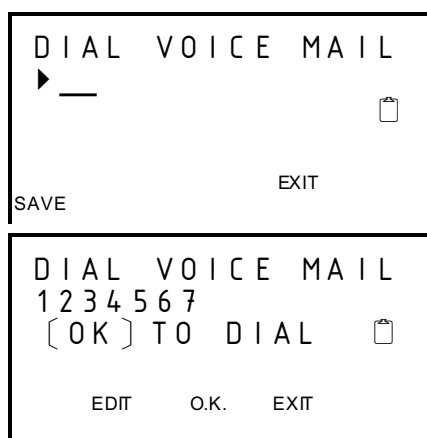 DIAL VOICE MAIL
EXIT
SAVE
DIAL VOICE MAIL
1234567
[OK] TO DIAL
EDIT O.K. EXIT